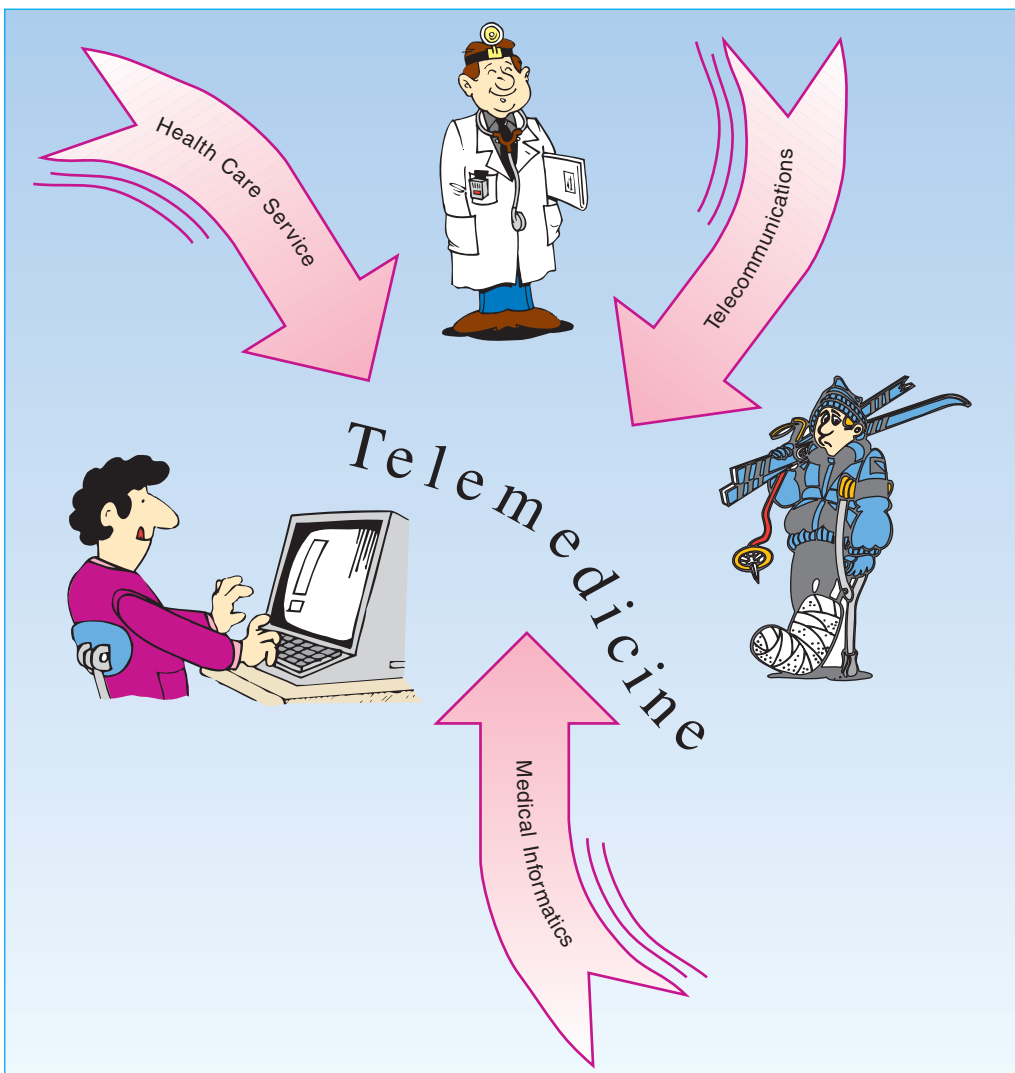 Health Care Service
Telecommunications
Telemedicine
Medical Informatics